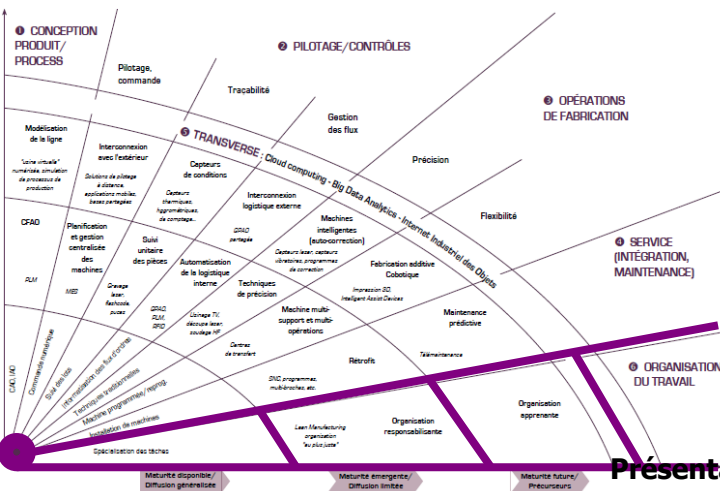 ❶ CONCEPTION
PRODUIT/
PROCESS
❷ PILOTAGE/CONTRÔLES
Pilotage,
commande
Traçabilité
Gestion
des flux
❸ OPÉRATIONS
DE FABRICATION
Précision
Flexibilité
❹ SERVICE
(INTÉGRATION,
MAINTENANCE)
❺ TRANSVERSE : Cloud computing - Big Data Analytics - Internet Industriel des Objets
Modélisation
de la ligne
"usine virtuelle"
numérisée, simulation
de processus de
production
Interconnexion
avec l'extérieur
Solutions de pilotage
à distance,
applications mobiles,
bases partagées
Capteurs
de conditions
Capteurs
thermiques,
hygrométriques,
de comptage...
Interconnexion
logistique externe
GPAO
partagée
Machines
intelligentes
(auto-correction)
Capteurs laser, capteurs
vibratoires, programmes
de correction
Fabrication additive
Cobotique
Impression 3D,
Intelligent Assist Devices
Maintenance
prédictive
Télémaintenance
CFAO
PLM
Planification
et gestion
centralisée
des
machines
MES
Suivi
unitaire
des pièces
Gravage
laser,
flashcode,
puces
Automatisation
de la logistique
interne
GPAO,
PLM,
RFID
Techniques
de précision
Usinage TV,
découpe laser,
soudage HF
Machine multi-
support et multi-
opérations
Centres
de transfert
Rétrofit
SNC, programmes,
multi-broches, etc.
CAO, IAO
Commande numérique
Suivi des lots
Informatisation des flux d'ordres
Techniques traditionnelles
Machine programmée/reprog.
Installation de machines
Spécialisation des tâches
❻ ORGANISATION
DU TRAVAIL
Lean Manufacturing
organisation
"au plus juste"
Organisation
responsabilisante
Organisation
apprenante
Maturité disponible/
Diffusion généralisée
Maturité émergente/
Diffusion limitée
Maturité future/
Précurseurs
Présenta